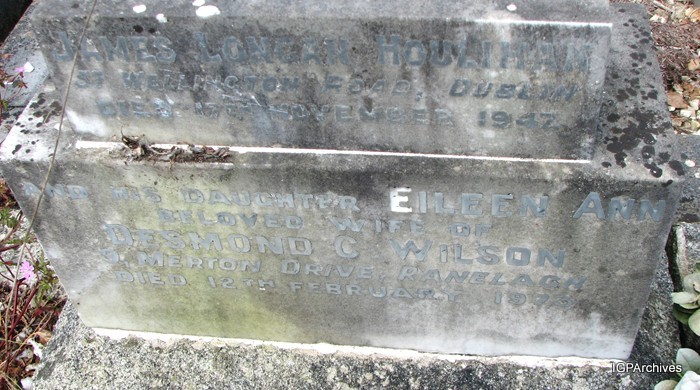 JAMES LONGAN HOULIHAN
WELLINGTON ROAD, DUBLIN
DIED NOVEMBER 1947
AND HIS DAUGHTER EILEEN ANN
BELOVED WIFE OF
DESMOND C WILSON
MERTON DRIVE, RANELAGH
DIED 12TH FEBRUARY
IGPArchives